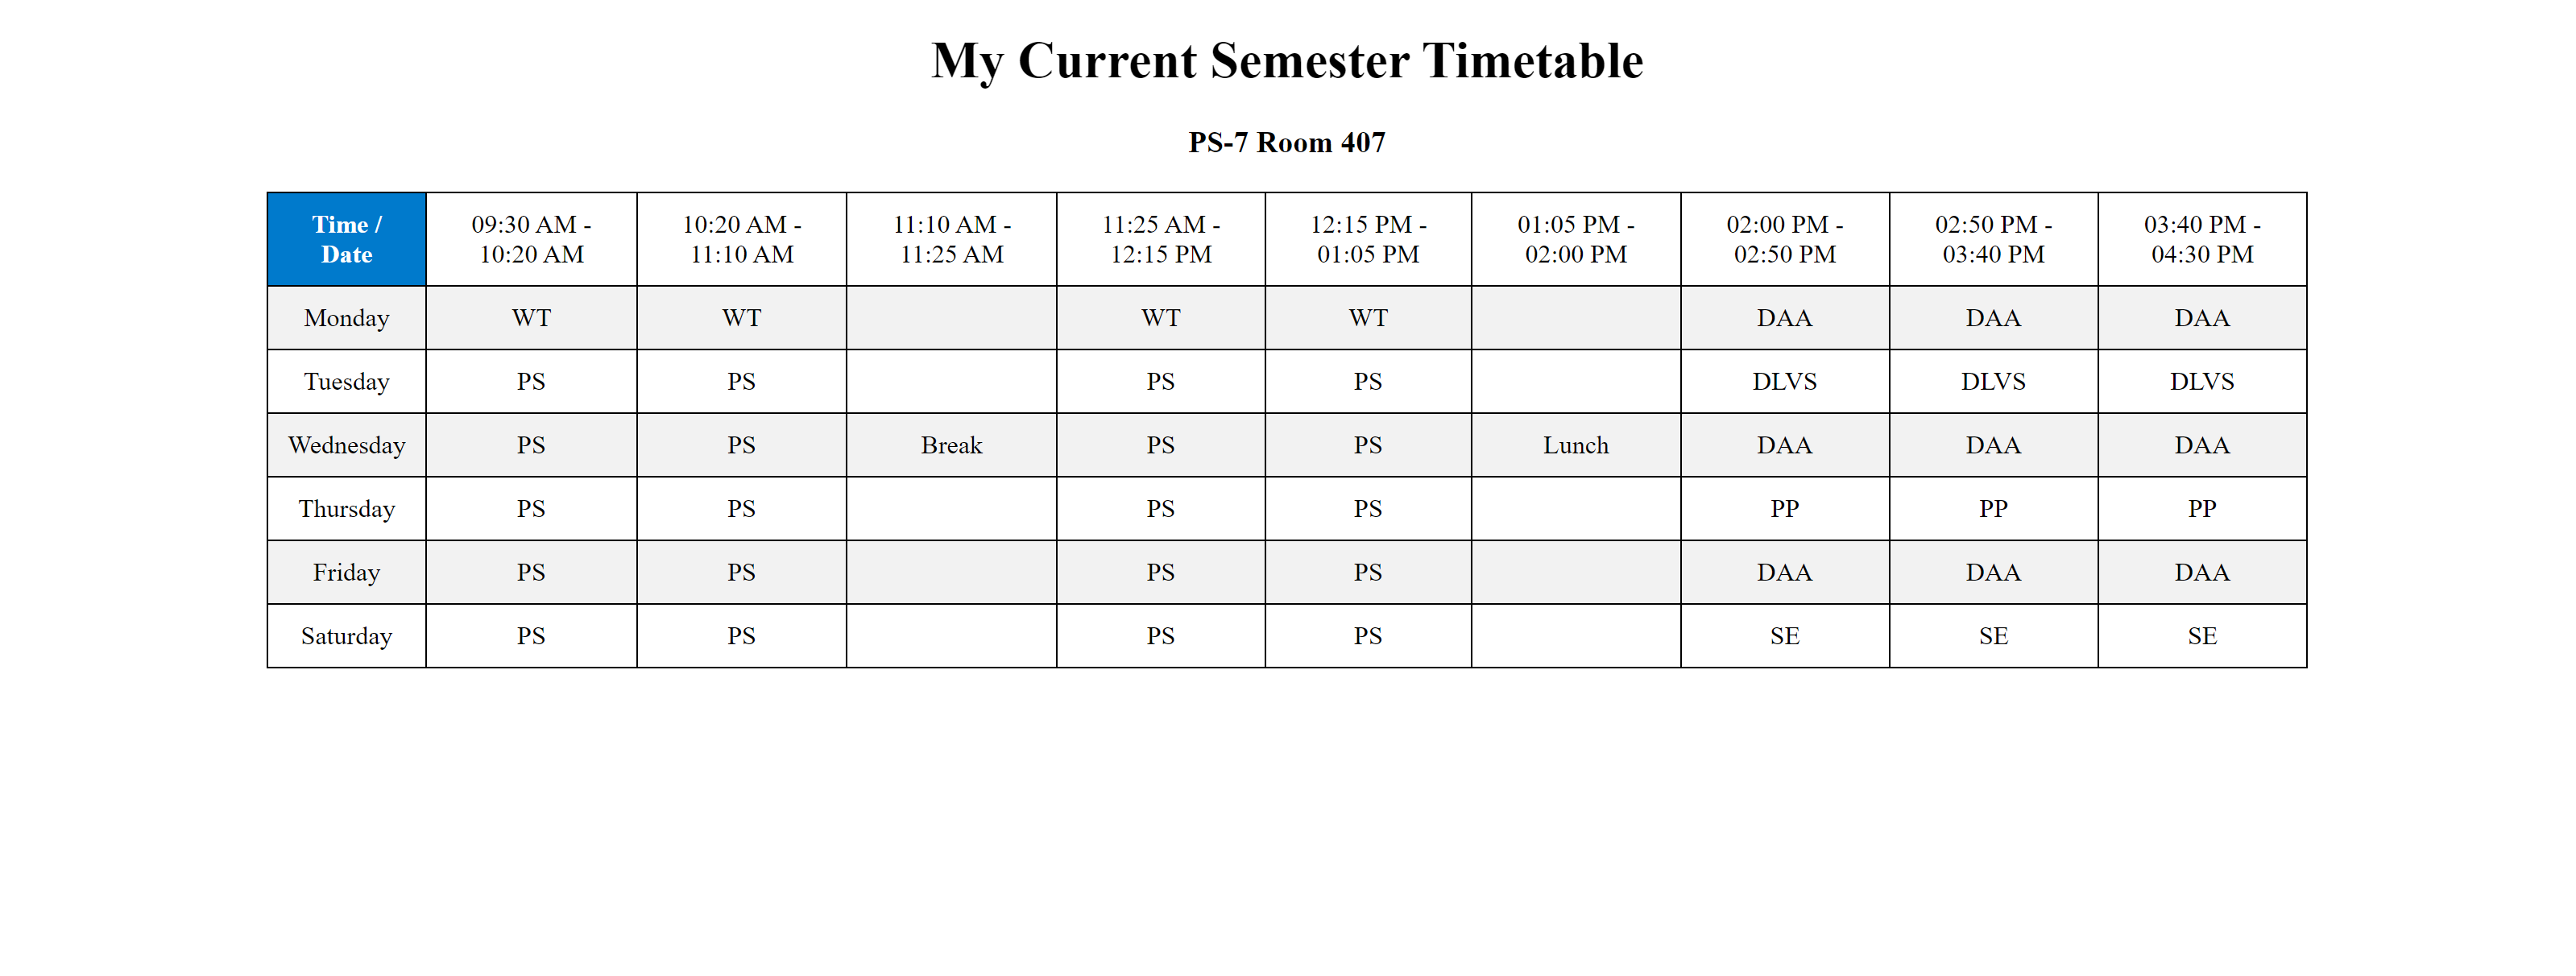 My Current Semester Timetable
PS-7 Room 407
Time / Date 09:30 AM - 10:20 AM 10:20 AM - 11:10 AM 11:10 AM - 11:25 AM 11:25 AM - 12:15 PM 12:15 PM - 01:05 PM 01:05 PM - 02:00 PM 02:00 PM - 02:50 PM 02:50 PM - 03:40 PM 03:40 PM - 04:30 PM
Monday WT WT WT WT DAA DAA DAA
Tuesday PS PS PS PS DLVS DLVS DLVS
Wednesday PS PS Break PS PS Lunch DAA DAA DAA
Thursday PS PS PS PS PP PP PP
Friday PS PS PS PS DAA DAA DAA
Saturday PS PS PS PS SE SE SE